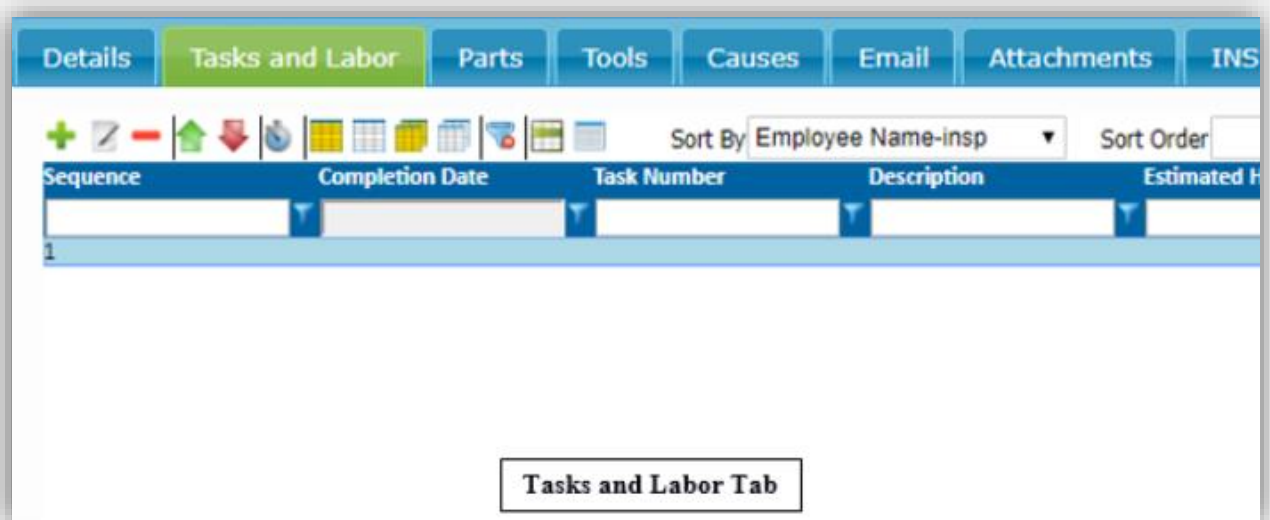 Details Tasks and Labor Parts Tools Causes Email Attachments INS
Sort By Employee Name-insp Sort Order
Sequence Completion Date Task Number Description Estimated H
1
Tasks and Labor Tab